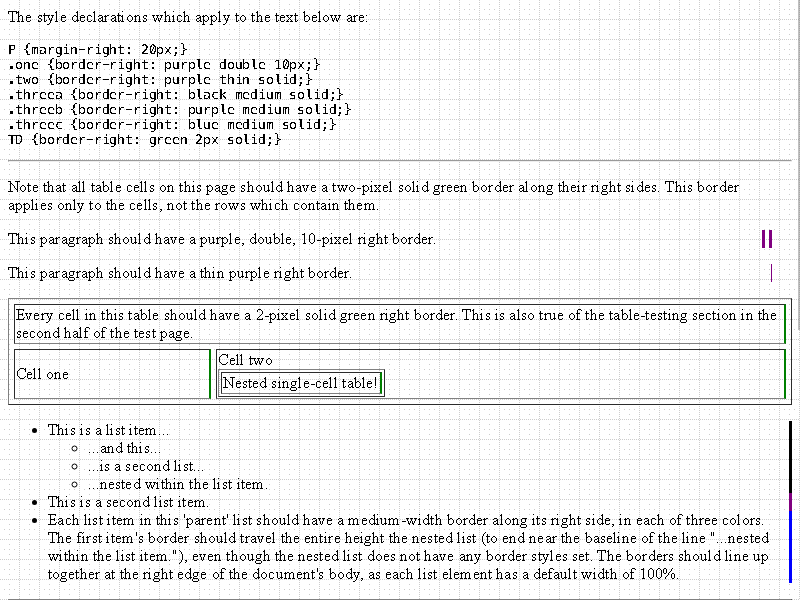 The style declarations which apply to the text below are:
P {margin-right: 20px;}
.one {border-right: purple double 10px;}
.two {border-right: purple thin solid;}
.threea {border-right: black medium solid;}
.threeb {border-right: purple medium solid;}
.threec {border-right: blue medium solid;}
TD {border-right: green 2px solid;}
Note that all table cells on this page should have a two-pixel solid green border along their right sides. This border
applies only to the cells, not the rows which contain them.
This paragraph should have a purple, double, 10-pixel right border.
This paragraph should have a thin purple right border.
Every cell in this table should have a 2-pixel solid green right border. This is also true of the table-testing section in the
second half of the test page.
Cell one
Cell two
Nested single-cell table!
This is a list item...
...and this...
...is a second list...
...nested within the list item.
This is a second list item.
Each list item in this 'parent' list should have a medium-width border along its right side, in each of three colors.
The first item's border should travel the entire height the nested list (to end near the baseline of the line "...nested
within the list item."), even though the nested list does not have any border styles set. The borders should line up
together at the right edge of the document's body, as each list element has a default width of 100%.